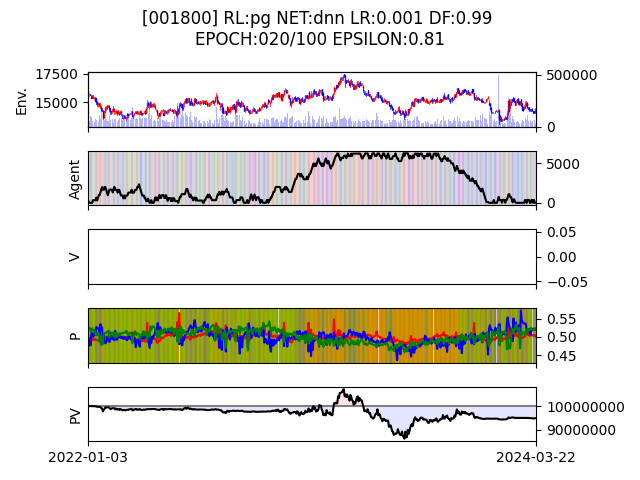 [001800] RL:pg NET:dnn LR:0.001 DF:0.99
EPOCH:020/100 EPSILON:0.81
17500
15000
Env.
500000
0
Agent
5000
0
V
0.05
0.00
−0.05
P
0.55
0.50
0.45
PV
100000000
90000000
2022-01-03
2024-03-22